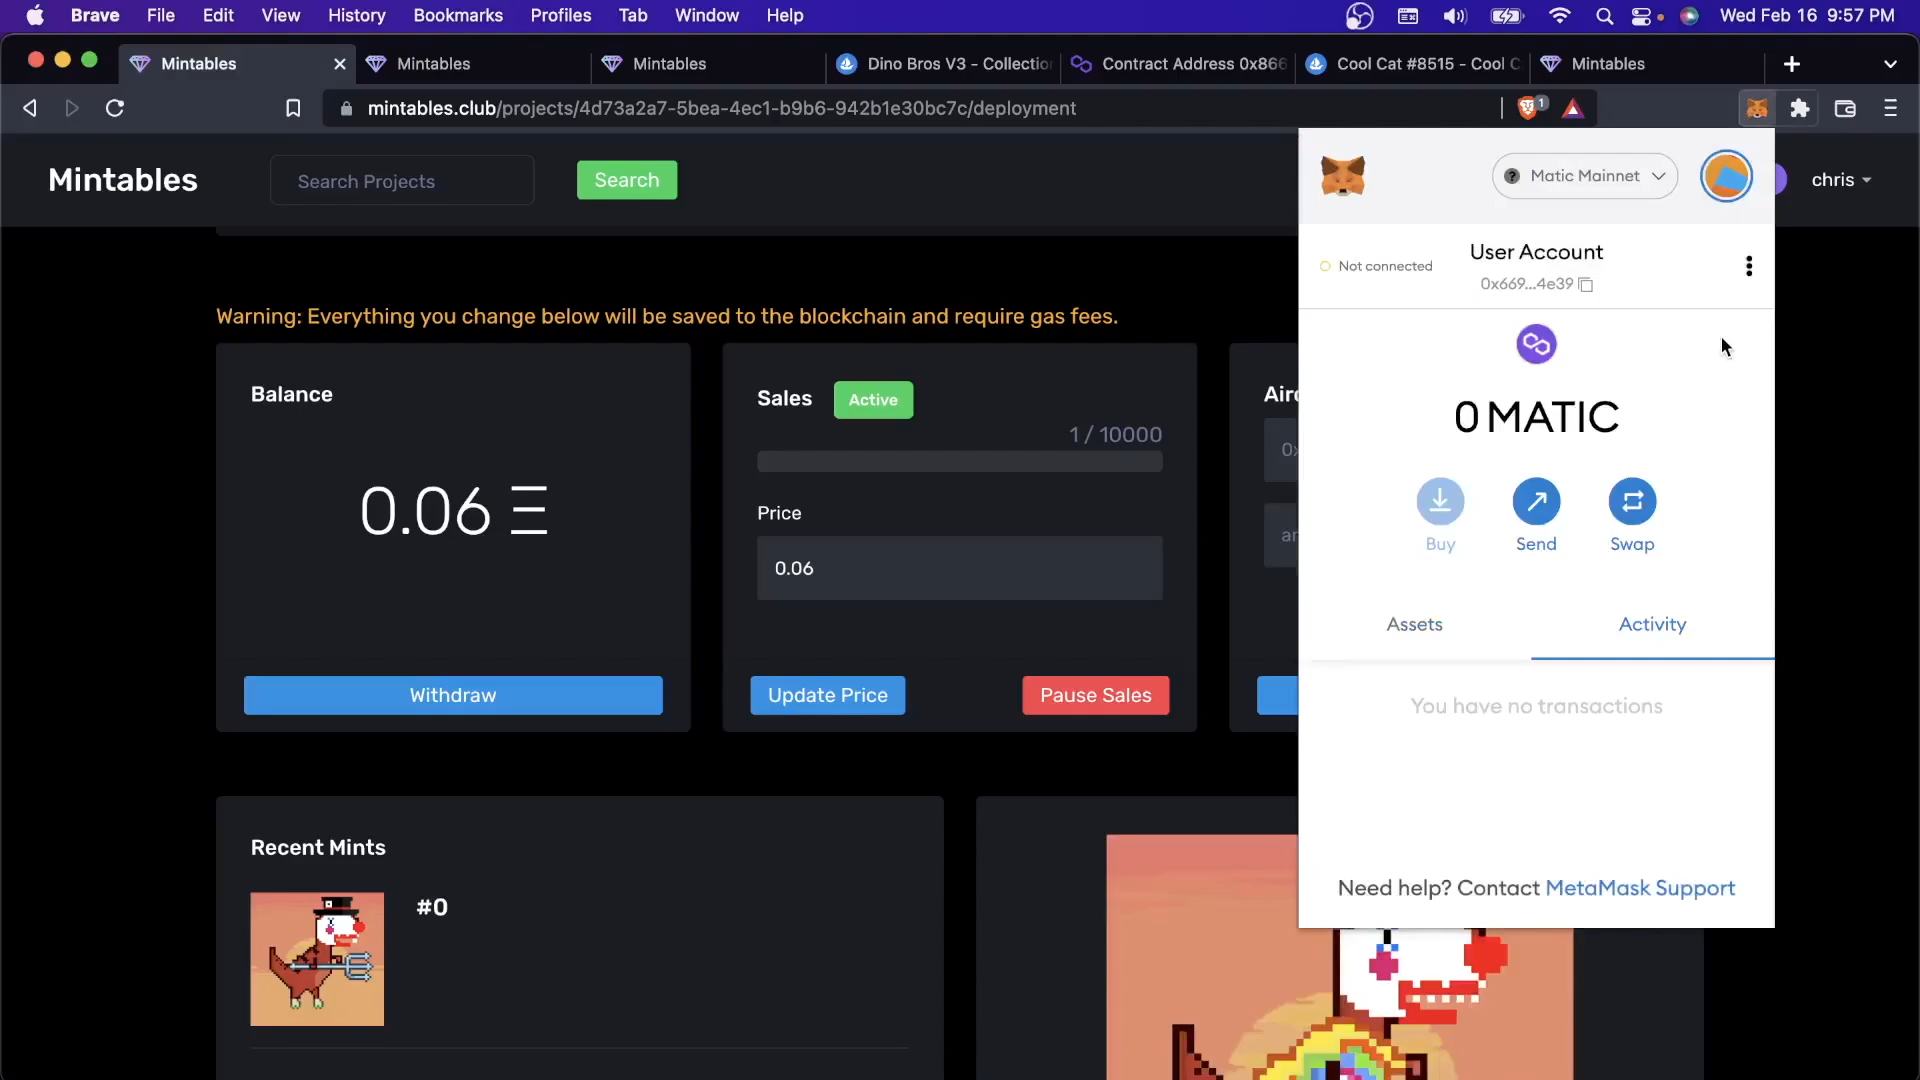 Brave File Edit View History Bookmarks Profiles Tab Window Help Wed Feb 16 9:57 PM
Mintables Mintables Mintables Dino Bros V3 - Collection Contract Address 0x866 Cool Cat #8515 - Cool C Mintables
mintables.club/projects/4d73a2a7-5bea-4ec1-b9b6-942b1e30bc7c/deployment 1
Mintables Search Projects Search chris
Matic Mainnet
Not connected
User Account
0x669...4e39
0 MATIC
Buy Send Swap
Assets Activity
You have no transactions
Need help? Contact MetaMask Support
Warning: Everything you change below will be saved to the blockchain and require gas fees.
Balance
0.06
Withdraw
Sales Active
1 / 10000
Price
0.06
Update Price Pause Sales
Recent Mints
#0